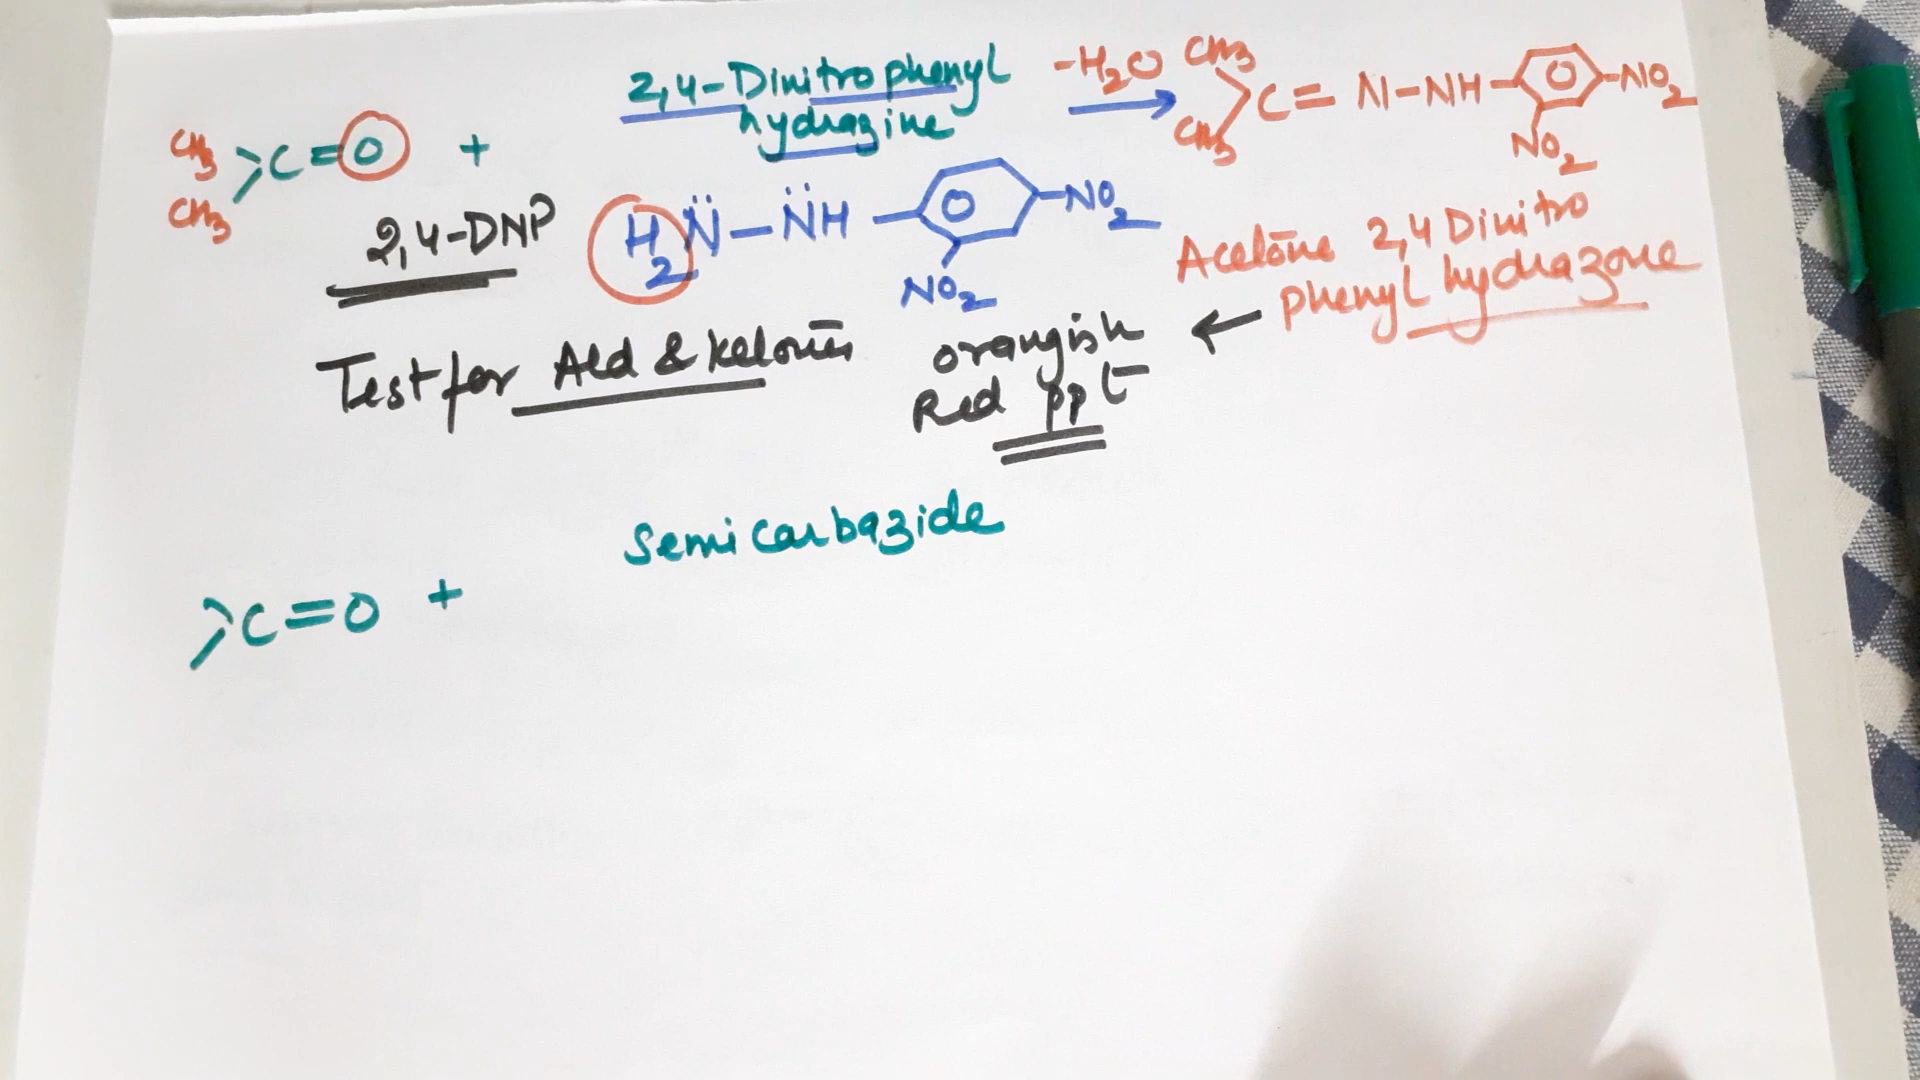 2,4-Dinitrophenyl
hydrazine
CH3
CH3
>C=O +
H2N̈-N̈H-
-NO2
NO2
-H2O
CH3
CH3
>C=N-NH-
-NO2
NO2
2,4-DNP
Acetone 2,4 Dinitro
phenyl hydrazone
Test for Ald & Ketones
orangish
Red ppt
Semicarbazide
>C=O +